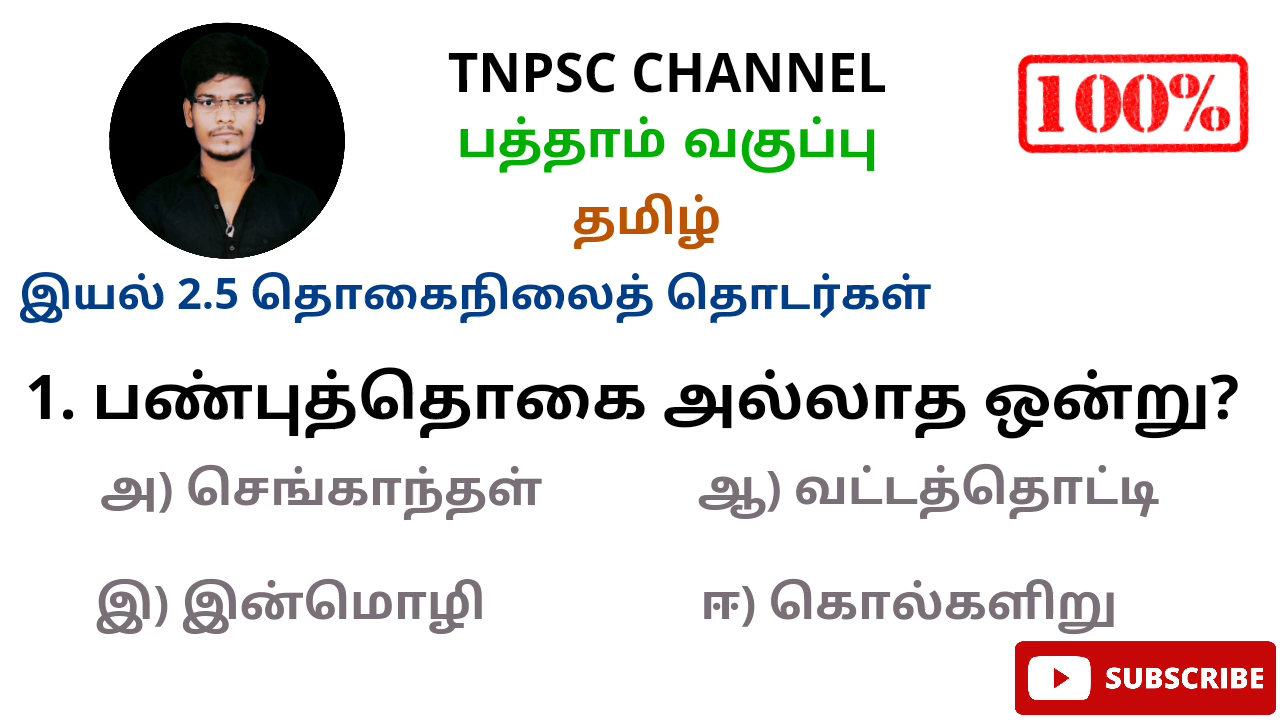 TNPSC CHANNEL
100%
பத்தாம் வகுப்பு
தமிழ்
இயல் 2.5 தொகைநிலைத் தொடர்கள்
1. பண்புத்தொகை அல்லாத ஒன்று?
அ) செங்காந்தள் ஆ) வட்டத்தொட்டி
இ) இன்மொழி ஈ) கொல்களிறு
SUBSCRIBE